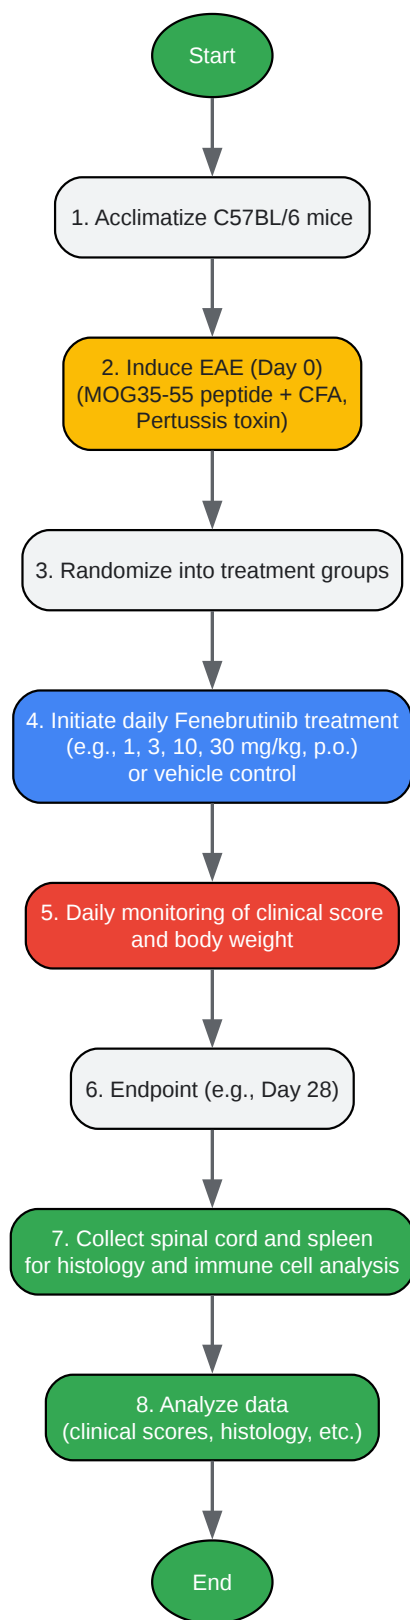 Start
1. Acclimatize C57BL/6 mice
2. Induce EAE (Day 0)
(MOG35-55 peptide + CFA,
Pertussis toxin)
3. Randomize into treatment groups
4. Initiate daily Fenebrutinib treatment
(e.g., 1, 3, 10, 30 mg/kg, p.o.)
or vehicle control
5. Daily monitoring of clinical score
and body weight
6. Endpoint (e.g., Day 28)
7. Collect spinal cord and spleen
for histology and immune cell analysis
8. Analyze data
(clinical scores, histology, etc.)
End